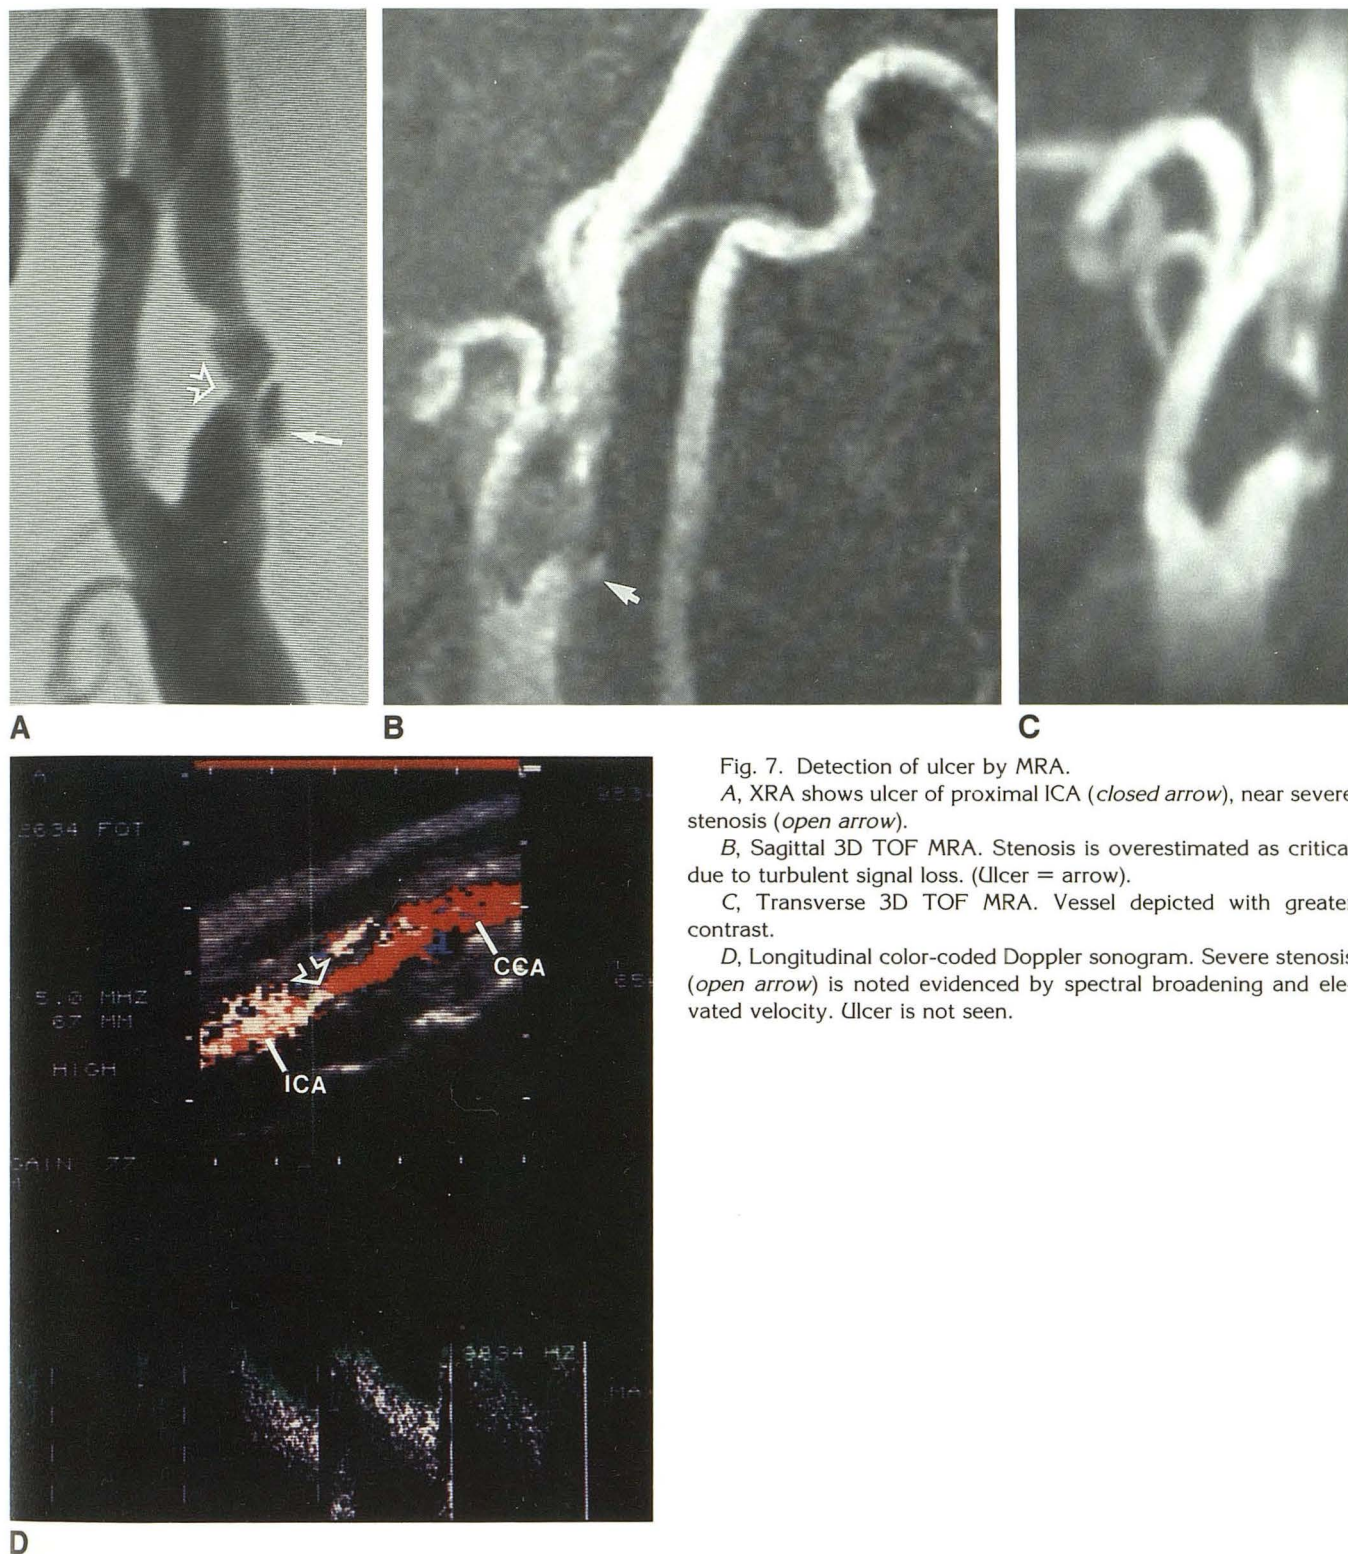 A
B
C
A
3634 FOT
CCA
5.0 MHZ
67 MM
HIGH
ICA
9834 HZ
D
Fig. 7. Detection of ulcer by MRA.
A, XRA shows ulcer of proximal ICA (closed arrow), near severe
stenosis (open arrow).
B, Sagittal 3D TOF MRA. Stenosis is overestimated as critica
due to turbulent signal loss. (Ulcer = arrow).
C, Transverse 3D TOF MRA. Vessel depicted with greate
contrast.
D, Longitudinal color-coded Doppler sonogram. Severe stenosis
(open arrow) is noted evidenced by spectral broadening and ele-
vated velocity. Ulcer is not seen.